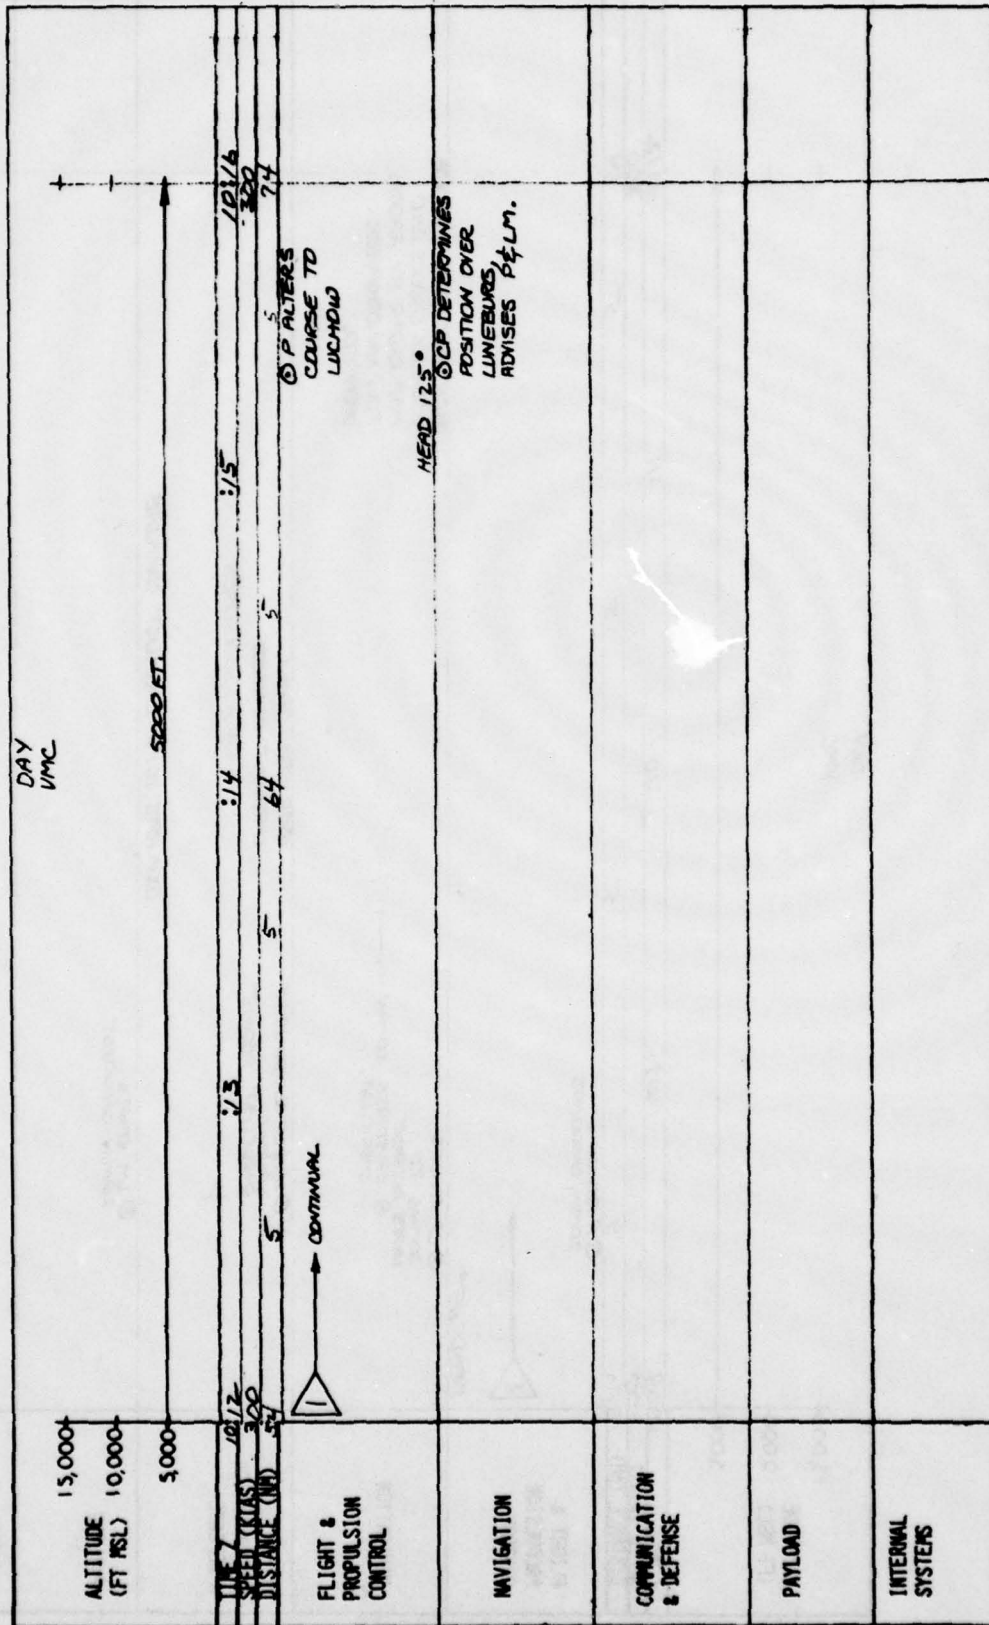 DAY
VMC
15,000
ALTITUDE
(FT MSL)
10,000
5,000
5000 FT.
TIME Z 10:12 :13 :14 :15 10:16
SPEED (KIAS) 300 300
DISTANCE (NM) 54 5 5 64 5 5 74
FLIGHT &
PROPULSION
CONTROL
1 CONTINUAL
P ALTERS
COURSE TO
LUCHOW
HEAD 125°
NAVIGATION
CP DETERMINES
POSITION OVER
LUNEBURG,
ADVISES P & LM.
COMMUNICATION
& DEFENSE
PAYLOAD
INTERNAL
SYSTEMS